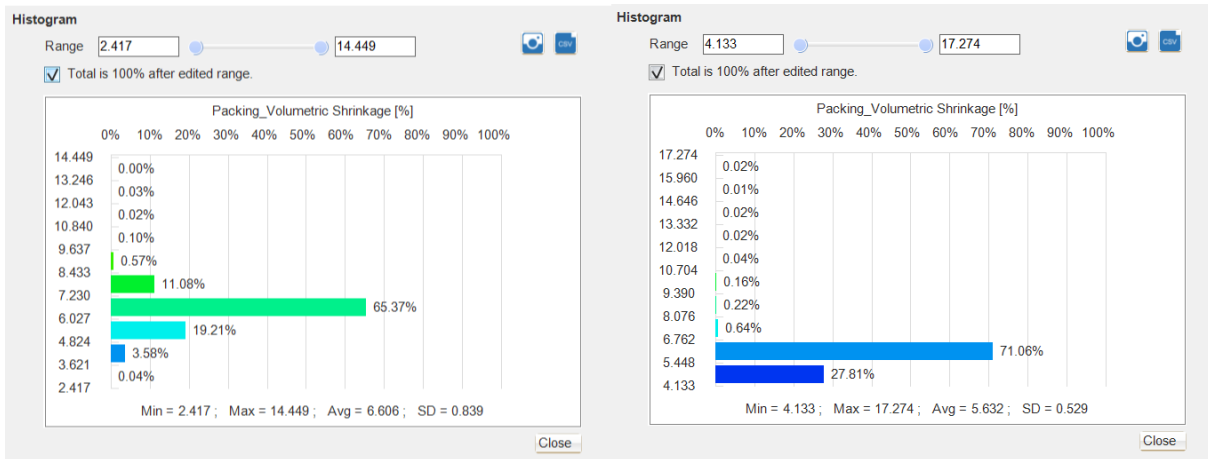 Histogram
Range 2.417 14.449
CSV
Total is 100% after edited range.
Packing_Volumetric Shrinkage [%]
0% 10% 20% 30% 40% 50% 60% 70% 80% 90% 100%
14.449
0.00%
13.246
0.03%
12.043
0.02%
10.840
0.10%
9.637
0.57%
8.433
11.08%
7.230
65.37%
6.027
19.21%
4.824
3.58%
3.621
0.04%
2.417
Min = 2.417 ; Max = 14.449 ; Avg = 6.606 ; SD = 0.839
Close
Histogram
Range 4.133 17.274
CSV
Total is 100% after edited range.
Packing_Volumetric Shrinkage [%]
0% 10% 20% 30% 40% 50% 60% 70% 80% 90% 100%
17.274
0.02%
15.960
0.01%
14.646
0.02%
13.332
0.02%
12.018
0.04%
10.704
0.16%
9.390
0.22%
8.076
0.64%
6.762
71.06%
5.448
27.81%
4.133
Min = 4.133 ; Max = 17.274 ; Avg = 5.632 ; SD = 0.529
Close